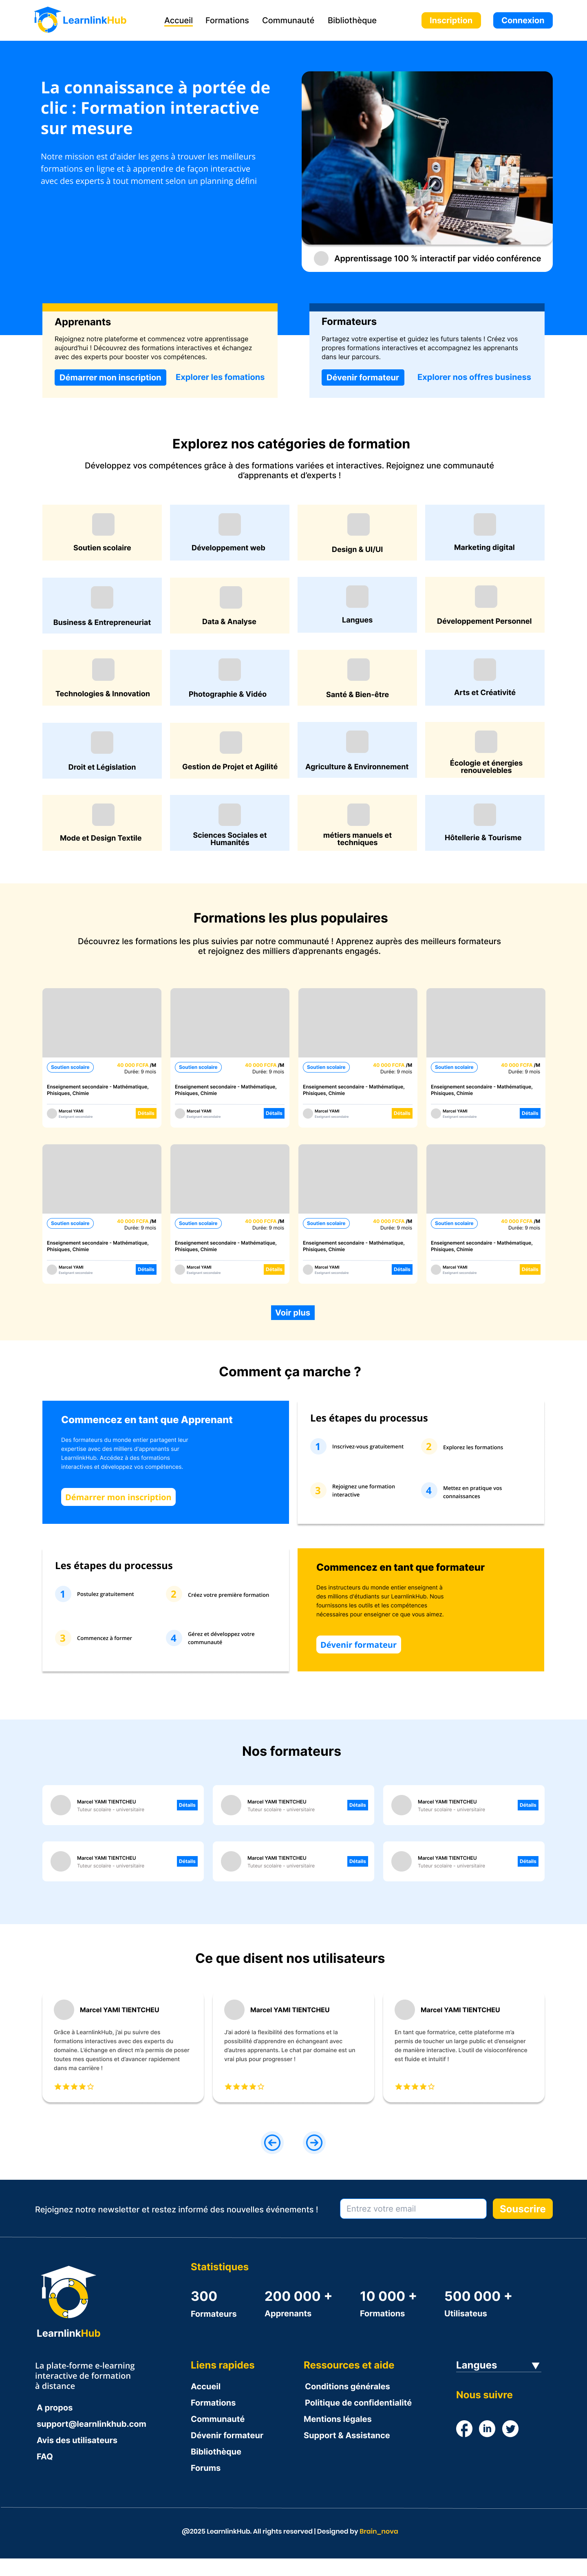 LearnlinkHub
Accueil Formations Communauté Bibliothèque
Inscription Connexion
La connaissance à portée de
clic : Formation interactive
sur mesure
Notre mission est d'aider les gens à trouver les meilleurs
formations en ligne et à apprendre de façon interactive
avec des experts à tout moment selon un planning défini
Apprentissage 100 % interactif par vidéo conférence
Apprenants
Rejoignez notre plateforme et commencez votre apprentissage
aujourd'hui ! Découvrez des formations interactives et échangez
avec des experts pour booster vos compétences.
Démarrer mon inscription Explorer les fomations
Formateurs
Partagez votre expertise et guidez les futurs talents ! Créez vos
propres formations interactives et accompagnez les apprenants
dans leur parcours.
Dévenir formateur Explorer nos offres business
Explorez nos catégories de formation
Développez vos compétences grâce à des formations variées et interactives. Rejoignez une communauté
d'apprenants et d'experts !
Soutien scolaire
Développement web
Design & UI/UI
Marketing digital
Business & Entrepreneuriat
Data & Analyse
Langues
Développement Personnel
Technologies & Innovation
Photographie & Vidéo
Santé & Bien-être
Arts et Créativité
Droit et Législation
Gestion de Projet et Agilité
Agriculture & Environnement
Écologie et énergies
renouvelebles
Mode et Design Textile
Sciences Sociales et
Humanités
métiers manuels et
techniques
Hôtellerie & Tourisme
Formations les plus populaires
Découvrez les formations les plus suivies par notre communauté ! Apprenez auprès des meilleurs formateurs
et rejoignez des milliers d'apprenants engagés.
Soutien scolaire 40 000 FCFA /M
Durée: 9 mois
Enseignement secondaire - Mathématique,
Phisiques, Chimie
Marcel YAMI
Détails
Soutien scolaire 40 000 FCFA /M
Durée: 9 mois
Enseignement secondaire - Mathématique,
Phisiques, Chimie
Marcel YAMI
Détails
Soutien scolaire 40 000 FCFA /M
Durée: 9 mois
Enseignement secondaire - Mathématique,
Phisiques, Chimie
Marcel YAMI
Détails
Soutien scolaire 40 000 FCFA /M
Durée: 9 mois
Enseignement secondaire - Mathématique,
Phisiques, Chimie
Marcel YAMI
Détails
Soutien scolaire 40 000 FCFA /M
Durée: 9 mois
Enseignement secondaire - Mathématique,
Phisiques, Chimie
Marcel YAMI
Détails
Soutien scolaire 40 000 FCFA /M
Durée: 9 mois
Enseignement secondaire - Mathématique,
Phisiques, Chimie
Marcel YAMI
Détails
Soutien scolaire 40 000 FCFA /M
Durée: 9 mois
Enseignement secondaire - Mathématique,
Phisiques, Chimie
Marcel YAMI
Détails
Soutien scolaire 40 000 FCFA /M
Durée: 9 mois
Enseignement secondaire - Mathématique,
Phisiques, Chimie
Marcel YAMI
Détails
Voir plus
Comment ça marche ?
Commencez en tant que Apprenant
Des formateurs du monde entier partagent leur
expertise avec des milliers d'apprenants sur
LearnlinkHub. Accédez à des formations
interactives et développez vos compétences.
Démarrer mon inscription
Les étapes du processus
1 Inscrivez-vous gratuitement
2 Explorez les formations
3 Rejoignez une formation
interactive
4 Mettez en pratique vos
connaissances
Les étapes du processus
1 Postulez gratuitement
2 Créez votre première formation
3 Commencez à former
4 Gérez et développez votre
communauté
Commencez en tant que formateur
Des instructeurs du monde entier enseignent à
des millions d'étudiants sur LearnlinkHub. Nous
fournissons les outils et les compétences
nécessaires pour enseigner ce que vous aimez.
Dévenir formateur
Nos formateurs
Marcel YAMI TIENTCHEU
Tuteur scolaire - universitaire
Détails
Marcel YAMI TIENTCHEU
Tuteur scolaire - universitaire
Détails
Marcel YAMI TIENTCHEU
Tuteur scolaire - universitaire
Détails
Marcel YAMI TIENTCHEU
Tuteur scolaire - universitaire
Détails
Marcel YAMI TIENTCHEU
Tuteur scolaire - universitaire
Détails
Marcel YAMI TIENTCHEU
Tuteur scolaire - universitaire
Détails
Ce que disent nos utilisateurs
Marcel YAMI TIENTCHEU
Grâce à LearnlinkHub, j'ai pu suivre des
formations interactives avec des experts du
domaine. L'échange en direct m'a permis de poser
toutes mes questions et d'avancer rapidement
dans ma carrière !
Marcel YAMI TIENTCHEU
J'ai adoré la flexibilité des formations et la
possibilité d'apprendre en échangeant avec
d'autres apprenants. Le chat par domaine est un
vrai plus pour progresser !
Marcel YAMI TIENTCHEU
En tant que formatrice, cette plateforme m'a
permis de toucher un large public et d'enseigner
de manière interactive. L'outil de visioconférence
est fluide et intuitif !
Rejoignez notre newsletter et restez informé des nouvelles événements !
Entrez votre email
Souscrire
LearnlinkHub
La plate-forme e-learning
interactive de formation
à distance
A propos
support@learnlinkhub.com
Avis des utilisateurs
FAQ
Statistiques
300 200 000 + 10 000 + 500 000 +
Formateurs Apprenants Formations Utilisateus
Liens rapides
Accueil
Formations
Communauté
Dévenir formateur
Bibliothèque
Forums
Ressources et aide
Conditions générales
Politique de confidentialité
Mentions légales
Support & Assistance
Langues
Nous suivre
@2025 LearnlinkHub. All rights reserved | Designed by Brain_nova